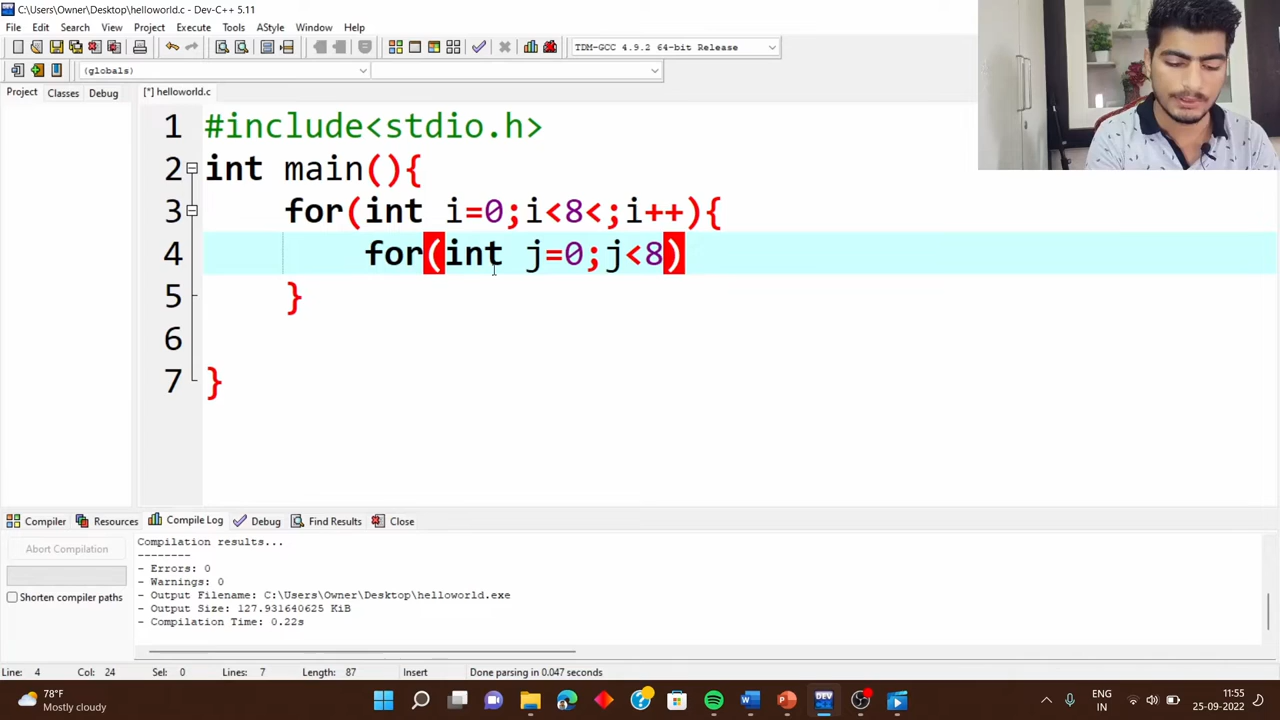 C:\Users\Owner\Desktop\helloworld.c - Dev-C++ 5.11
File Edit Search View Project Execute Tools AStyle Window Help
TDM-GCC 4.9.2 64-bit Release
(globals)
Project Classes Debug
[*] helloworld.c
1 #include<stdio.h>
2 int main(){
3 for(int i=0;i<8<;i++){
4 for(int j=0;j<8)
5 }
6
7 }
Compiler Resources Compile Log Debug Find Results Close
Abort Compilation
Shorten compiler paths
Compilation results...
--------
- Errors: 0
- Warnings: 0
- Output Filename: C:\Users\Owner\Desktop\helloworld.exe
- Output Size: 127.931640625 KiB
- Compilation Time: 0.22s
Line: 4 Col: 24 Sel: 0 Lines: 7 Length: 87 Insert Done parsing in 0.047 seconds
78°F
Mostly cloudy
DEV
ENG
IN
11:55
25-09-2022